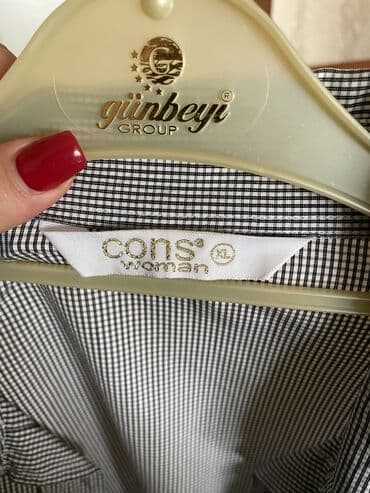 G
günbeyi ®
GROUP
cons XL
woman